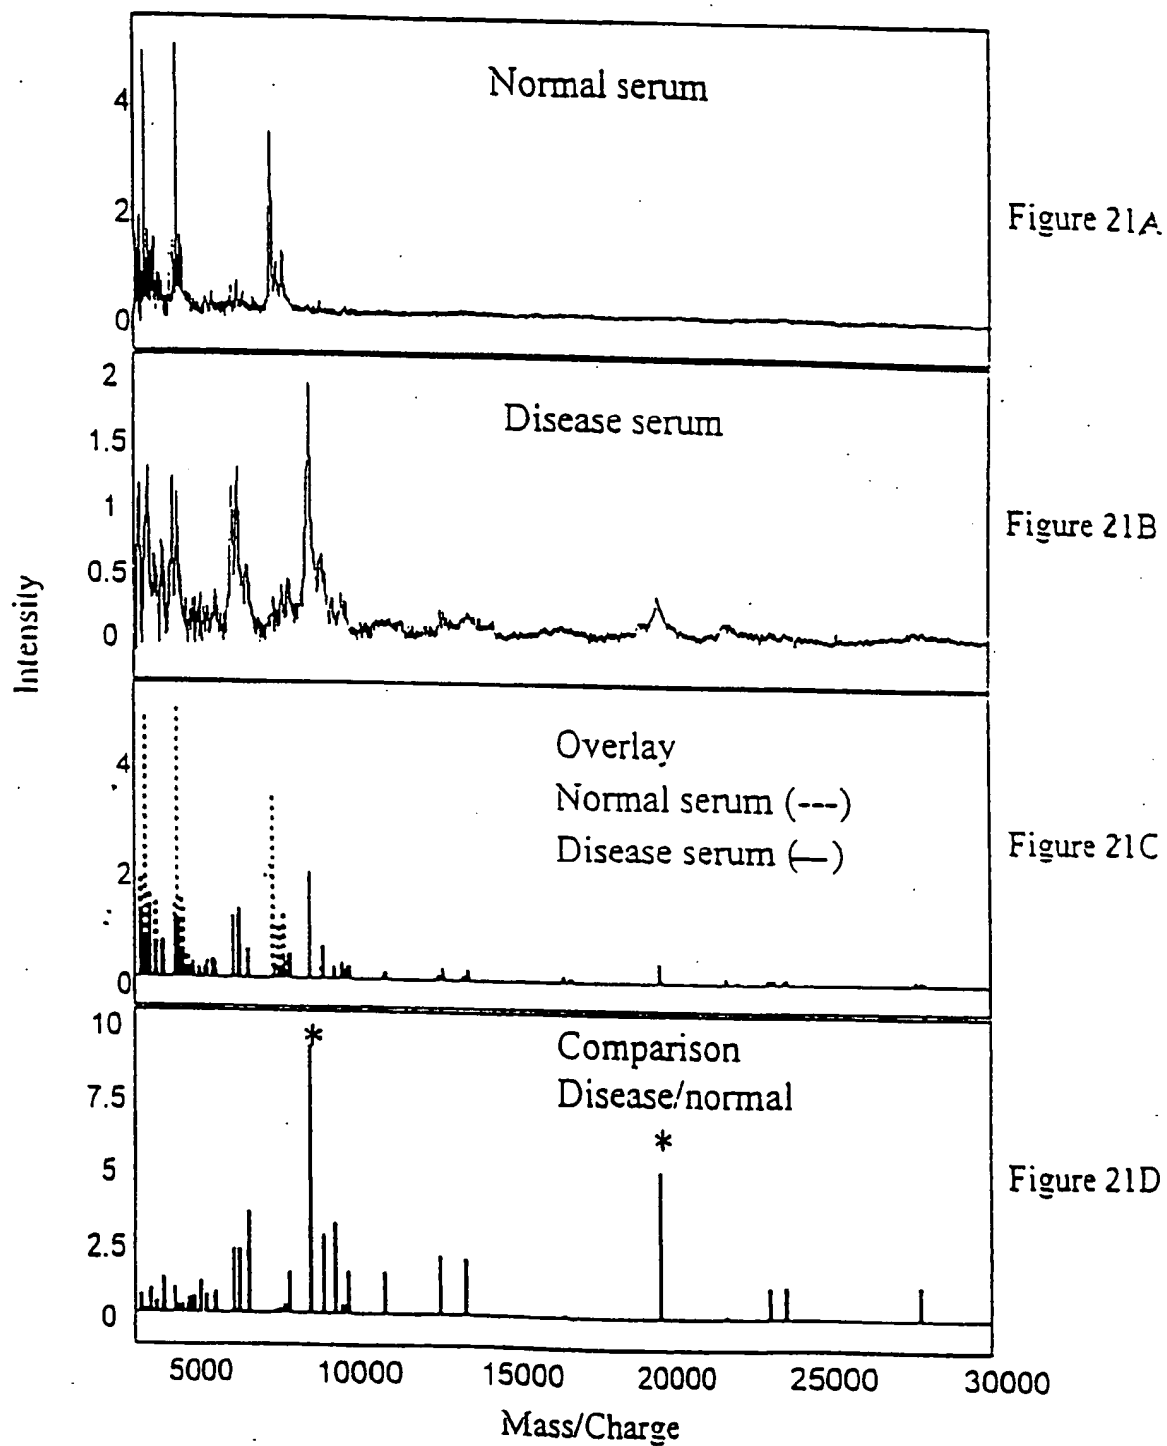 Normal serum
4
2
0
Figure 21A
Disease serum
2
1.5
1
0.5
0
Figure 21B
Intensity
Overlay
Normal serum (---)
Disease serum (—)
4
2
0
Figure 21C
Comparison
Disease/normal
*
*
10
7.5
5
2.5
0
Figure 21D
5000 10000 15000 20000 25000 30000
Mass/Charge